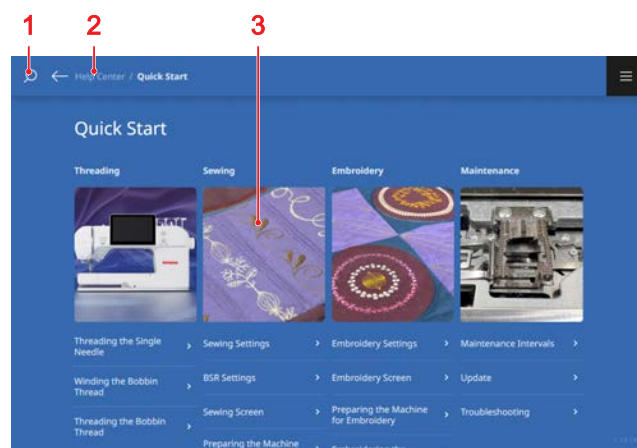 1 2 3
Help Center / Quick Start
Quick Start
Threading Sewing Embroidery Maintenance
Threading the Single
Needle
Sewing Settings
Embroidery Settings
Maintenance Intervals
Winding the Bobbin
Thread
BSR Settings
Embroidery Screen
Update
Threading the Bobbin
Thread
Sewing Screen
Preparing the Machine
for Embroidery
Troubleshooting
Preparing the Machine